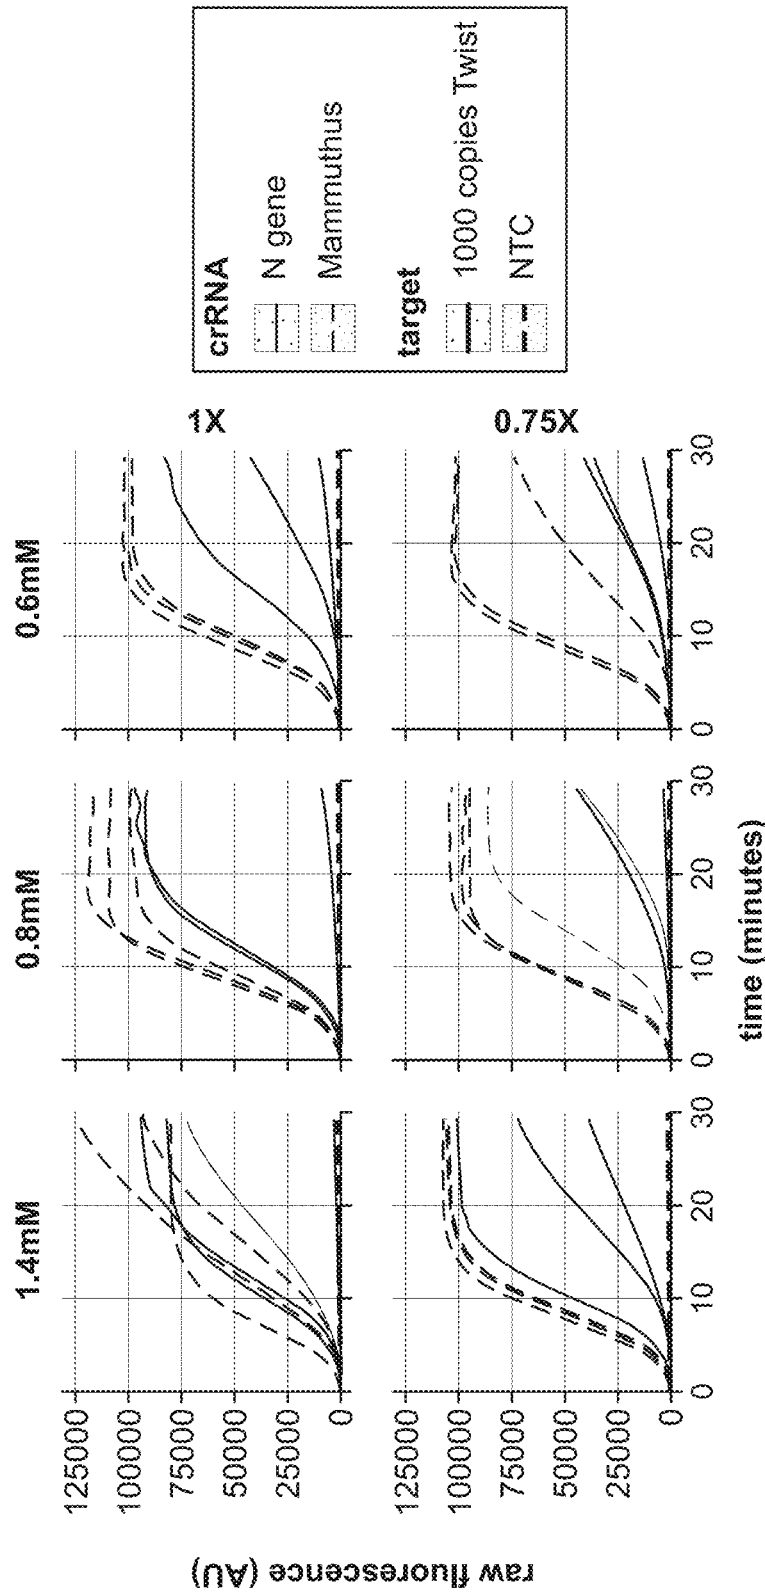 1.4mM
0.8mM
0.6mM
125000
100000
75000
50000
25000
0
1X
125000
100000
75000
50000
25000
0
0.75X
0 10 20 30
0 10 20 30
0 10 20 30
raw fluorescence (AU)
time (minutes)
crRNA
N gene
Mammuthus
target
1000 copies Twist
NTC